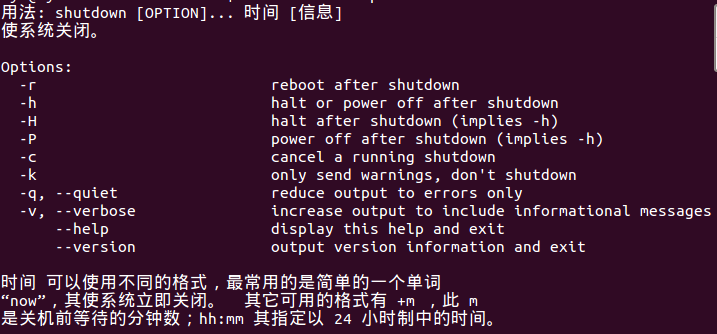 用法: shutdown [OPTION]... 时间 [信息]
使系统关闭。
Options:
-r reboot after shutdown
-h halt or power off after shutdown
-H halt after shutdown (implies -h)
-P power off after shutdown (implies -h)
-c cancel a running shutdown
-k only send warnings, don't shutdown
-q, --quiet reduce output to errors only
-v, --verbose increase output to include informational messages
--help display this help and exit
--version output version information and exit
时间 可以使用不同的格式，最常用的是简单的一个单词
“now”，其使系统立即关闭。 其它可用的格式有 +m ，此 m
是关机前等待的分钟数；hh:mm 其指定以 24 小时制中的时间。